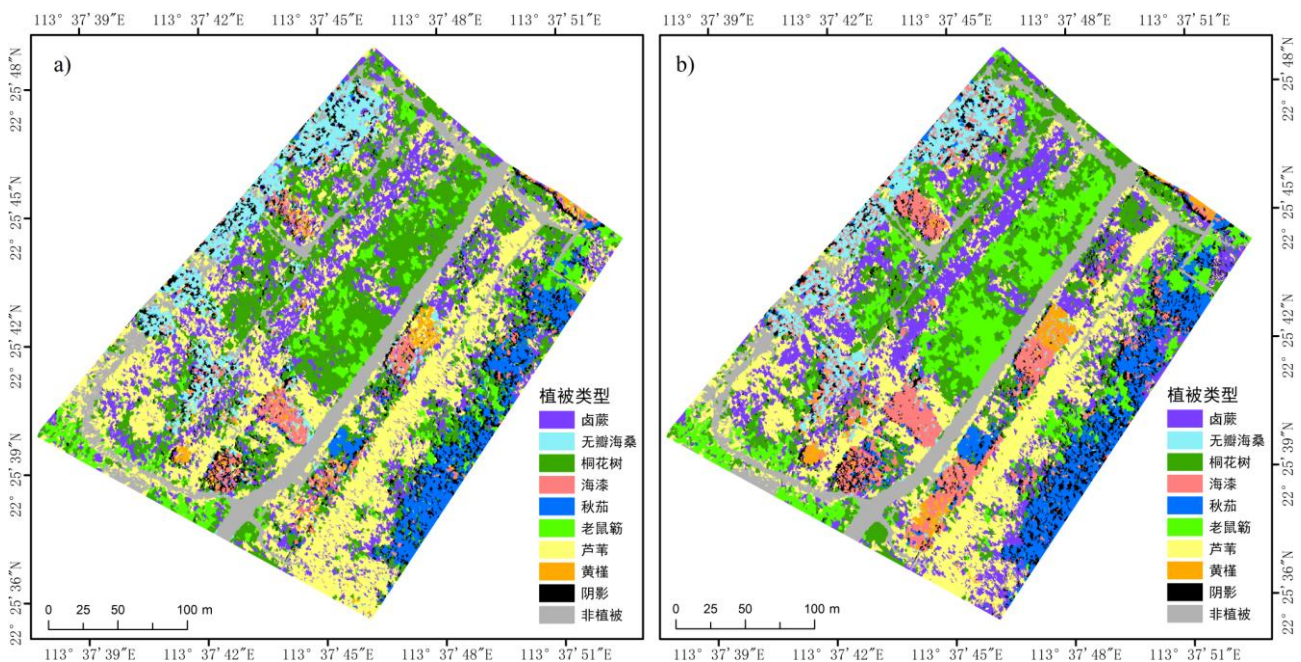 113° 37′39″E 113° 37′42″E 113° 37′45″E 113° 37′48″E 113° 37′51″E
a)
22° 25′48″N
22° 25′45″N
22° 25′42″N
22° 25′39″N
22° 25′36″N
植被类型
卤蕨
无瓣海桑
桐花树
海漆
秋茄
老鼠簕
芦苇
黄槿
阴影
非植被
0 25 50 100 m
113° 37′39″E 113° 37′42″E 113° 37′45″E 113° 37′48″E 113° 37′51″E
113° 37′39″E 113° 37′42″E 113° 37′45″E 113° 37′48″E 113° 37′51″E
b)
22° 25′48″N
22° 25′45″N
22° 25′42″N
22° 25′39″N
22° 25′36″N
植被类型
卤蕨
无瓣海桑
桐花树
海漆
秋茄
老鼠簕
芦苇
黄槿
阴影
非植被
0 25 50 100 m
113° 37′39″E 113° 37′42″E 113° 37′45″E 113° 37′48″E 113° 37′51″E